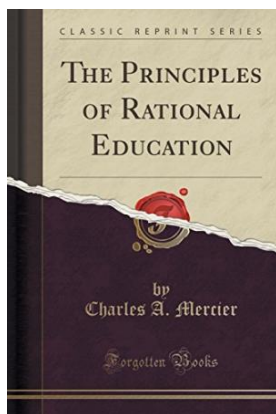 CLASSIC REPRINT SERIES
THE PRINCIPLES
OF RATIONAL
EDUCATION
by
Charles A. Mercier
Forgotten Books